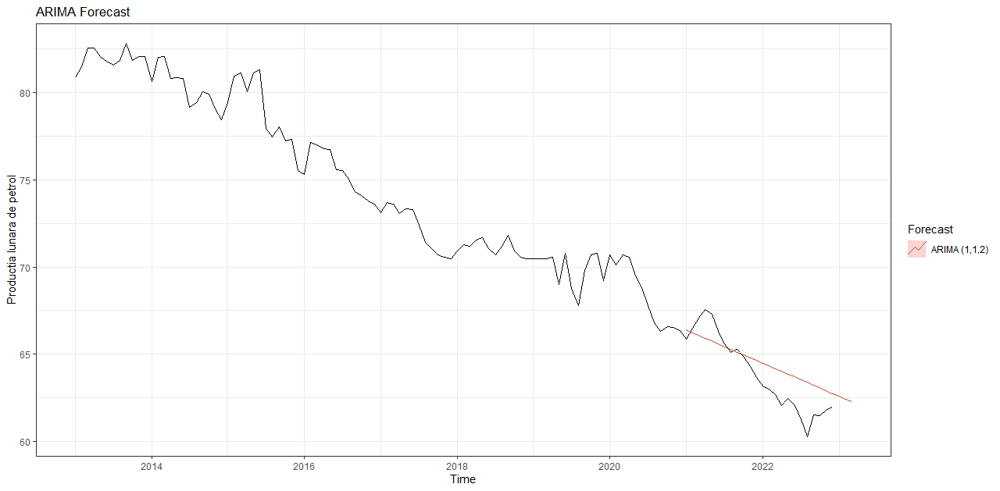 ARIMA Forecast
80
75
70
65
60
Productia lunara de petrol
2014
2016
2018
2020
2022
Time
Forecast
ARIMA (1,1,2)